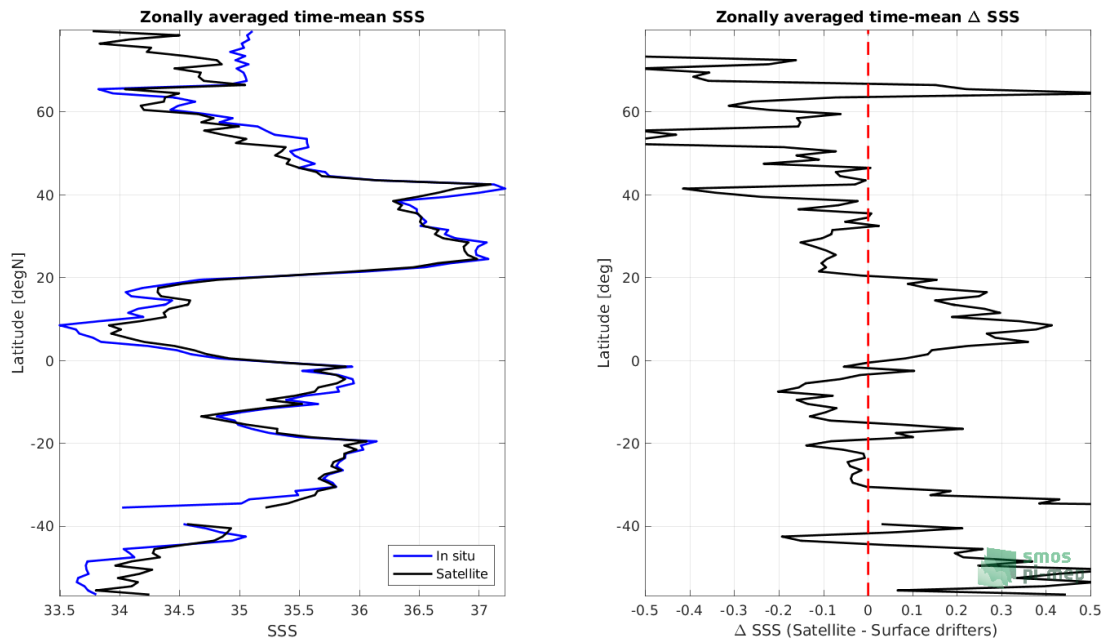 Zonally averaged time-mean SSS
Zonally averaged time-mean Δ SSS
Latitude [degN]
60
40
20
0
-20
-40
33.5 34 34.5 35 35.5 36 36.5 37
SSS
In situ
Satellite
Latitude [deg]
60
40
20
0
-20
-40
-0.5 -0.4 -0.3 -0.2 -0.1 0 0.1 0.2 0.3 0.4 0.5
Δ SSS (Satellite - Surface drifters)
smos
pi-mep